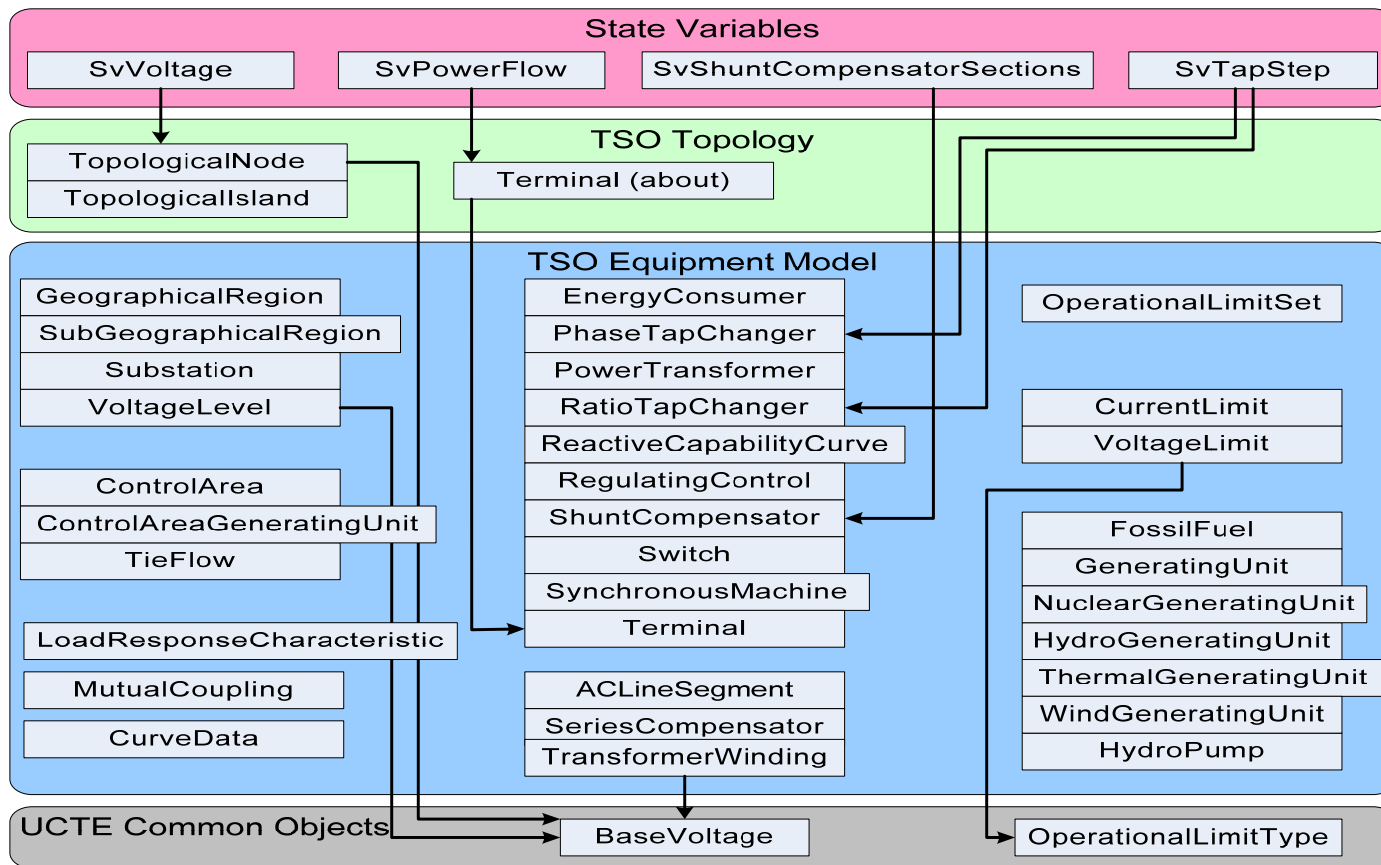 State Variables
SvVoltage
SvPowerFlow
SvShuntCompensatorSections
SvTapStep
TSO Topology
TopologicalNode
TopologicalIsland
Terminal (about)
TSO Equipment Model
GeographicalRegion
SubGeographicalRegion
Substation
VoltageLevel
ControlArea
ControlAreaGeneratingUnit
TieFlow
LoadResponseCharacteristic
MutualCoupling
CurveData
EnergyConsumer
PhaseTapChanger
PowerTransformer
RatioTapChanger
ReactiveCapabilityCurve
RegulatingControl
ShuntCompensator
Switch
SynchronousMachine
Terminal
ACLineSegment
SeriesCompensator
TransformerWinding
OperationalLimitSet
CurrentLimit
VoltageLimit
FossilFuel
GeneratingUnit
NuclearGeneratingUnit
HydroGeneratingUnit
ThermalGeneratingUnit
WindGeneratingUnit
HydroPump
UCTE Common Objects
BaseVoltage
OperationalLimitType